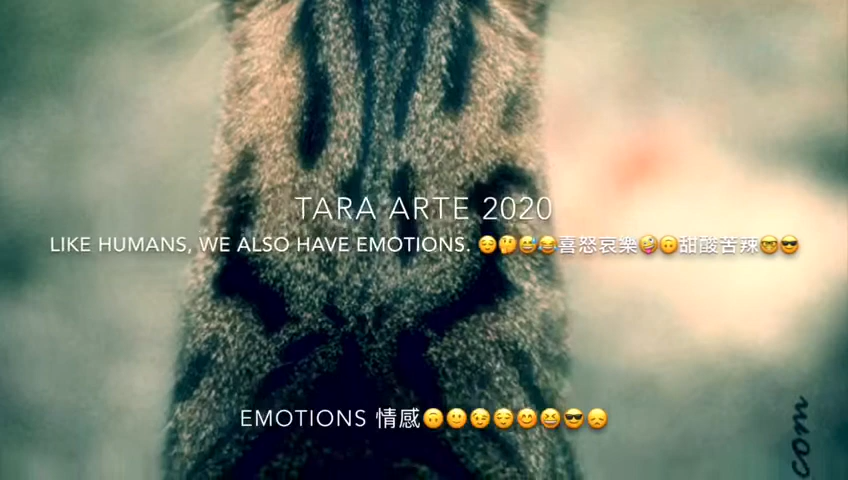 TARA ARTE 2020
LIKE HUMANS, WE ALSO HAVE EMOTIONS. ☺️🤔😅😂喜怒哀樂🤪🙃甜酸苦辣🤓😎
EMOTIONS 情感🙃🙂😉😌😊😆😎😞
.com